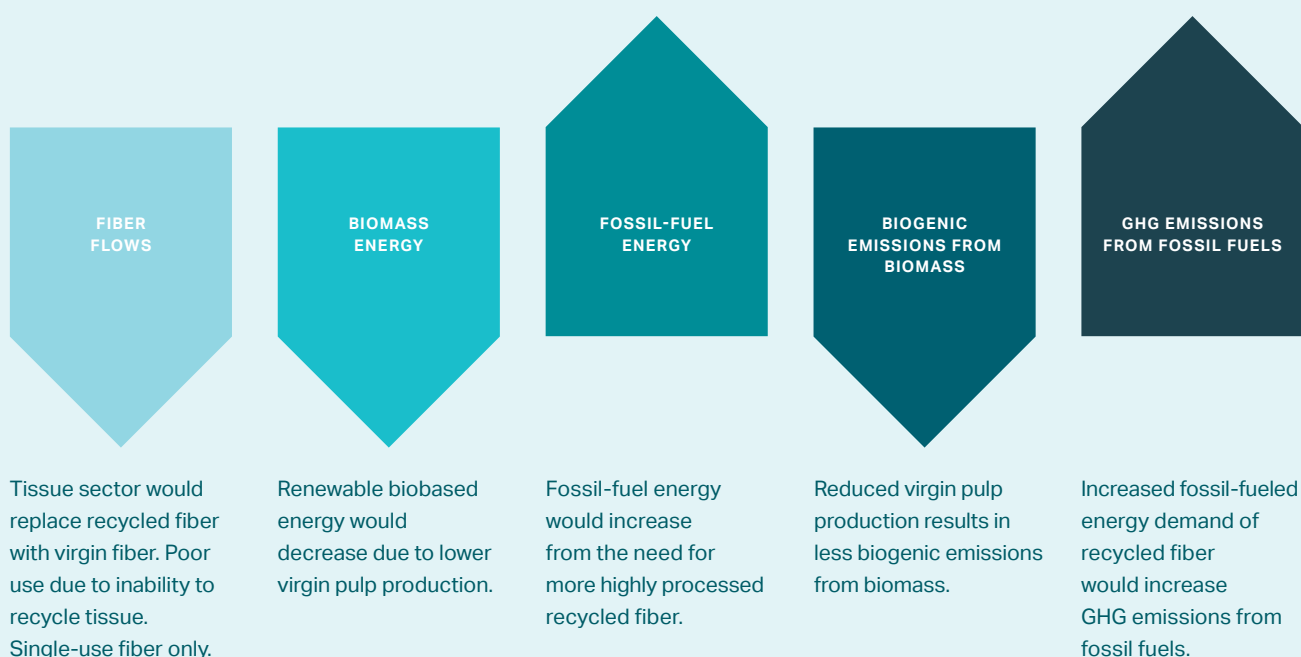 FIBER
FLOWS
BIOMASS
ENERGY
FOSSIL-FUEL
ENERGY
BIOGENIC
EMISSIONS FROM
BIOMASS
GHG EMISSIONS
FROM FOSSIL FUELS
Tissue sector would
replace recycled fiber
with virgin fiber. Poor
use due to inability to
recycle tissue.
Single-use fiber only.
Renewable biobased
energy would
decrease due to lower
virgin pulp production.
Fossil-fuel energy
would increase
from the need for
more highly processed
recycled fiber.
Reduced virgin pulp
production results in
less biogenic emissions
from biomass.
Increased fossil-fueled
energy demand of
recycled fiber
would increase
GHG emissions from
fossil fuels.